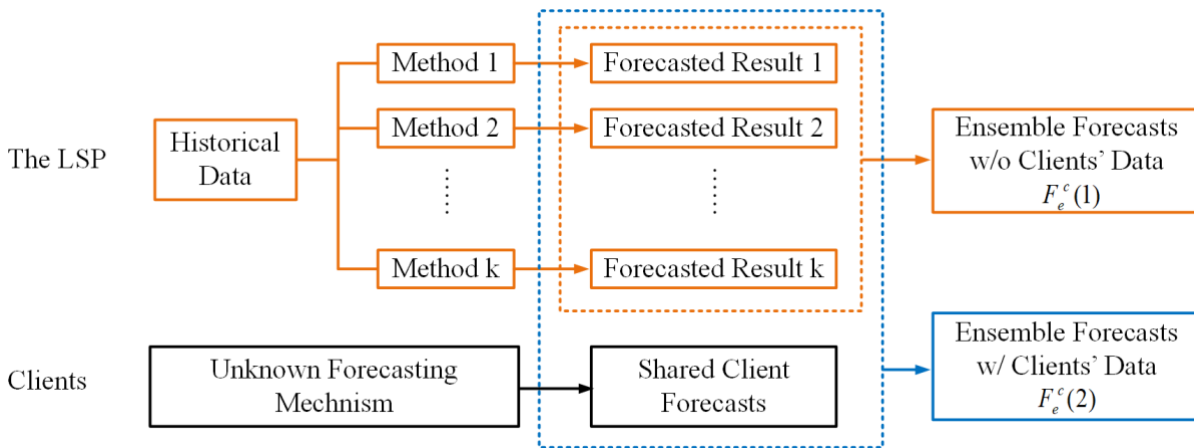 Method 1
Forecasted Result 1
The LSP
Historical
Data
Method 2
Forecasted Result 2
Ensemble Forecasts
w/o Clients' Data
F_e^c(1)
Method k
Forecasted Result k
Clients
Unknown Forecasting
Mechnism
Shared Client
Forecasts
Ensemble Forecasts
w/ Clients' Data
F_e^c(2)